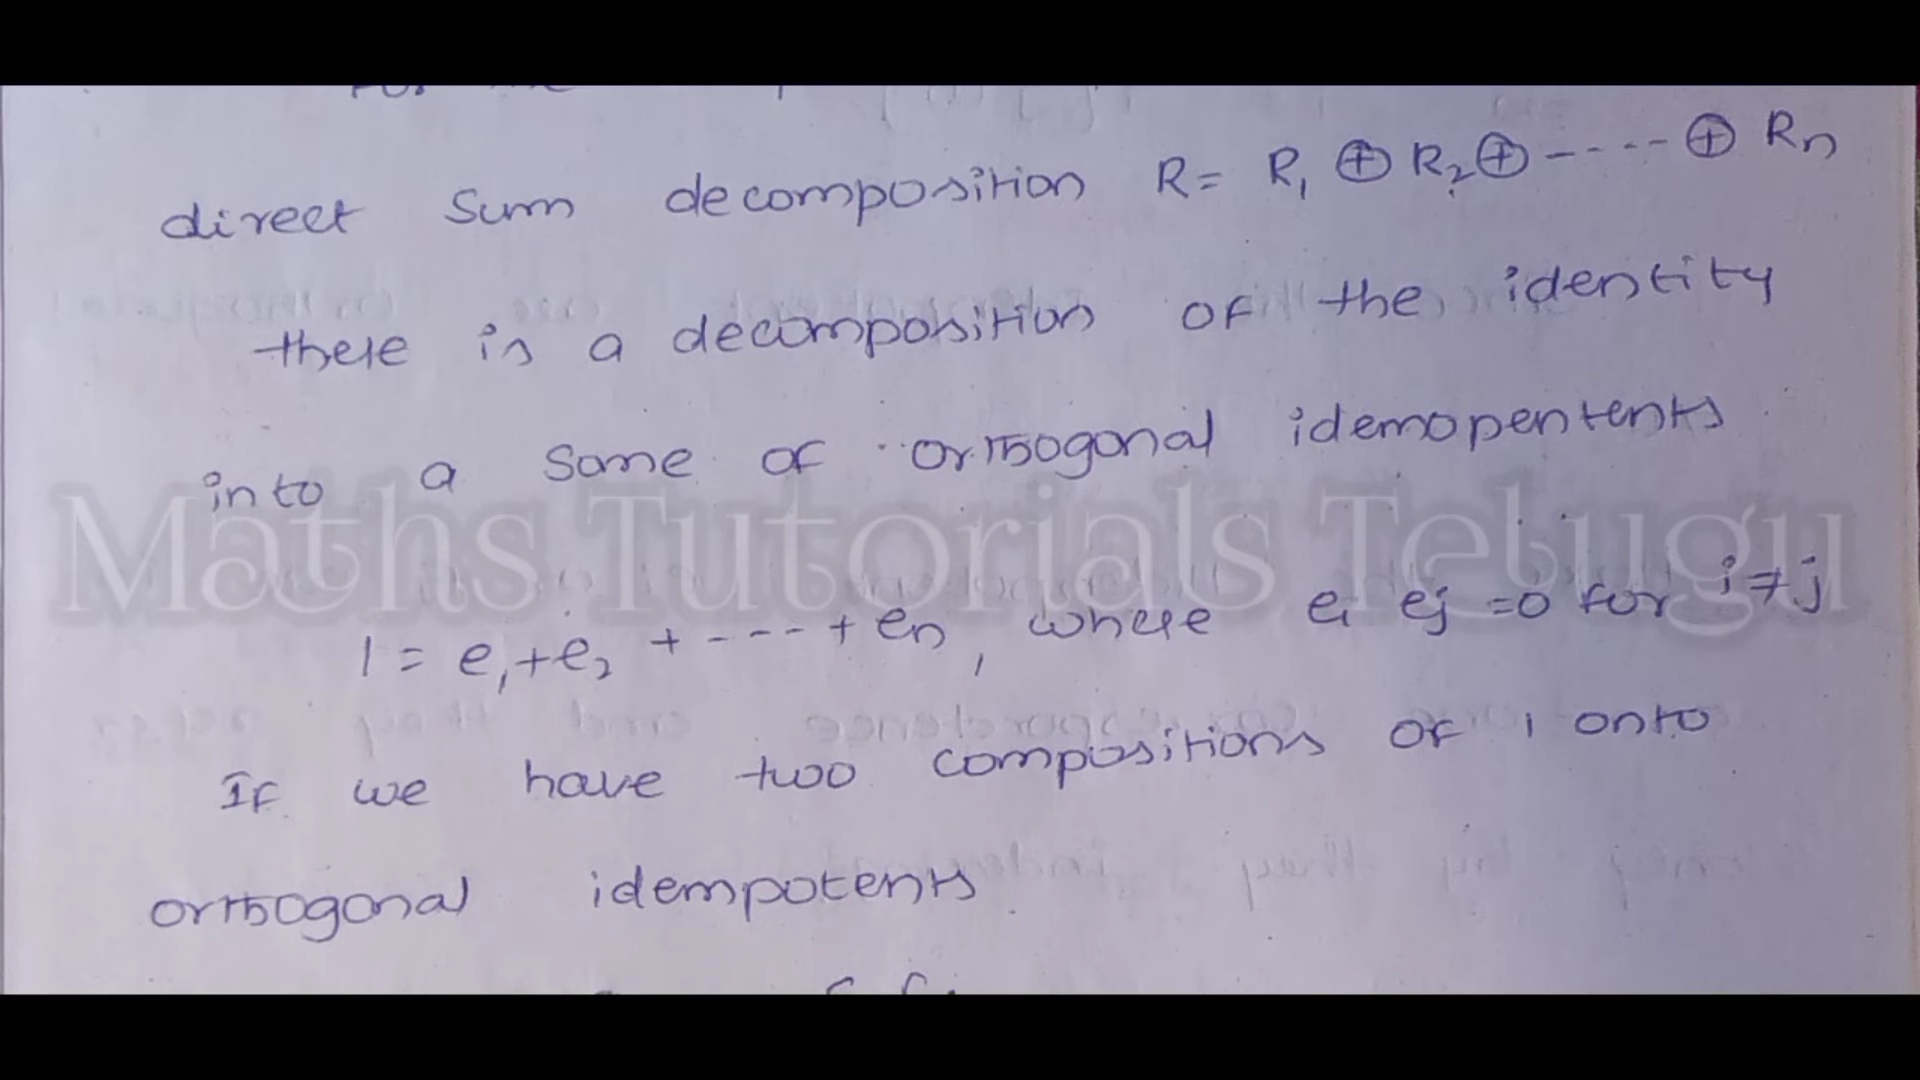 direct sum decomposition R = R₁ ⊕ R₂ ⊕ ---- ⊕ Rn
there is a decomposition of the identity
into a some of orthogonal idemopentents
1 = e₁+e₂ + --- + en, where ei ej =0 for i ≠ j
If we have two compositions of 1 onto
orthogonal idempotents
Maths Tutorials Telugu